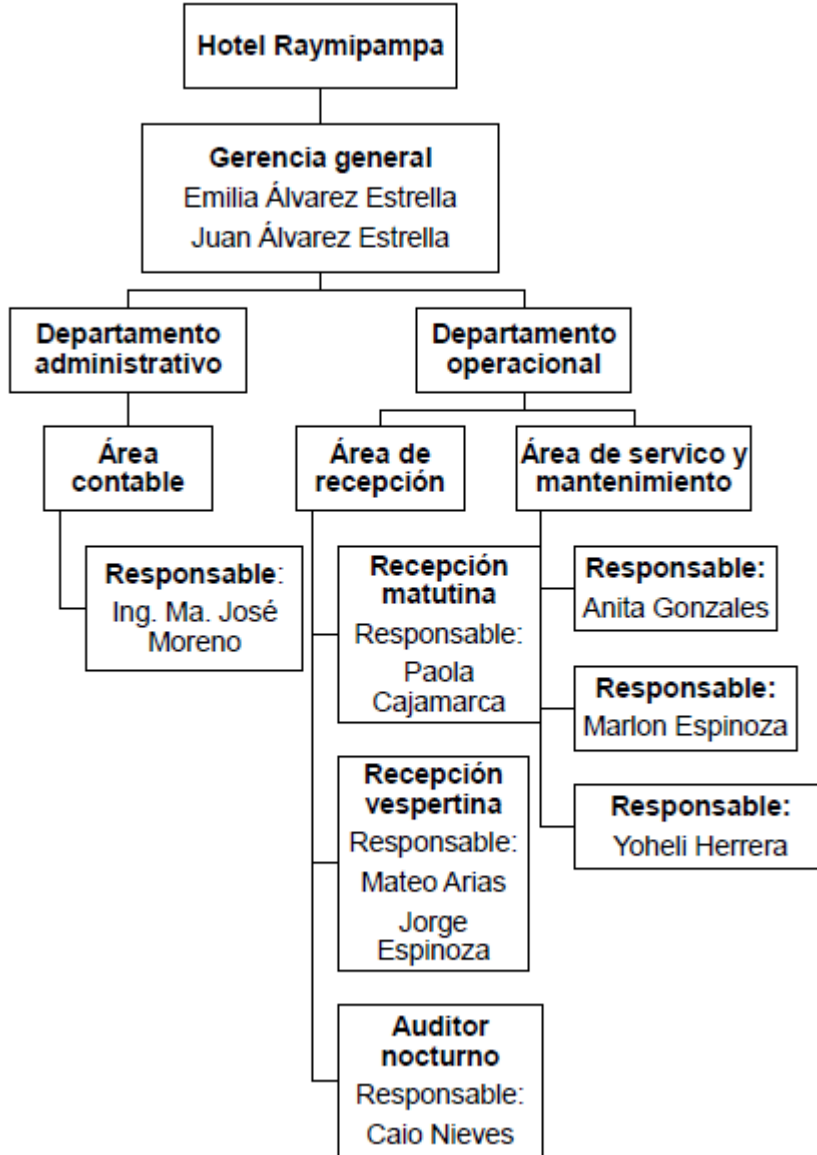 Hotel Raymipampa
Gerencia general
Emilia Álvarez Estrella
Juan Álvarez Estrella
Departamento
administrativo
Departamento
operacional
Área
contable
Área de
recepción
Área de servico y
mantenimiento
Responsable:
Ing. Ma. José
Moreno
Recepción
matutina
Responsable:
Paola
Cajamarca
Recepción
vespertina
Responsable:
Mateo Arias
Jorge
Espinoza
Auditor
nocturno
Responsable:
Caio Nieves
Responsable:
Anita Gonzales
Responsable:
Marlon Espinoza
Responsable:
Yoheli Herrera